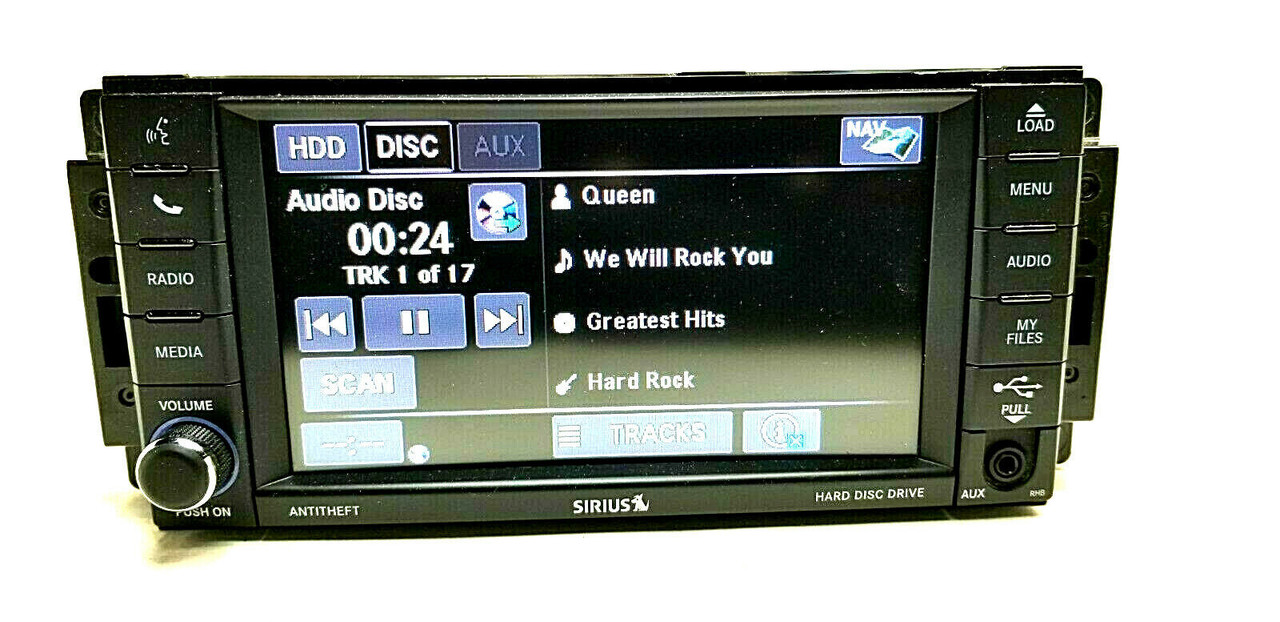 HDD DISC AUX NAV
Audio Disc
00:24
TRK 1 of 17
SCAN
Queen
We Will Rock You
Greatest Hits
Hard Rock
TRACKS
RADIO
MEDIA
VOLUME
PUSH ON
LOAD
MENU
AUDIO
MY
FILES
PULL
AUX RHB
ANTITHEFT
SIRIUS
HARD DISC DRIVE